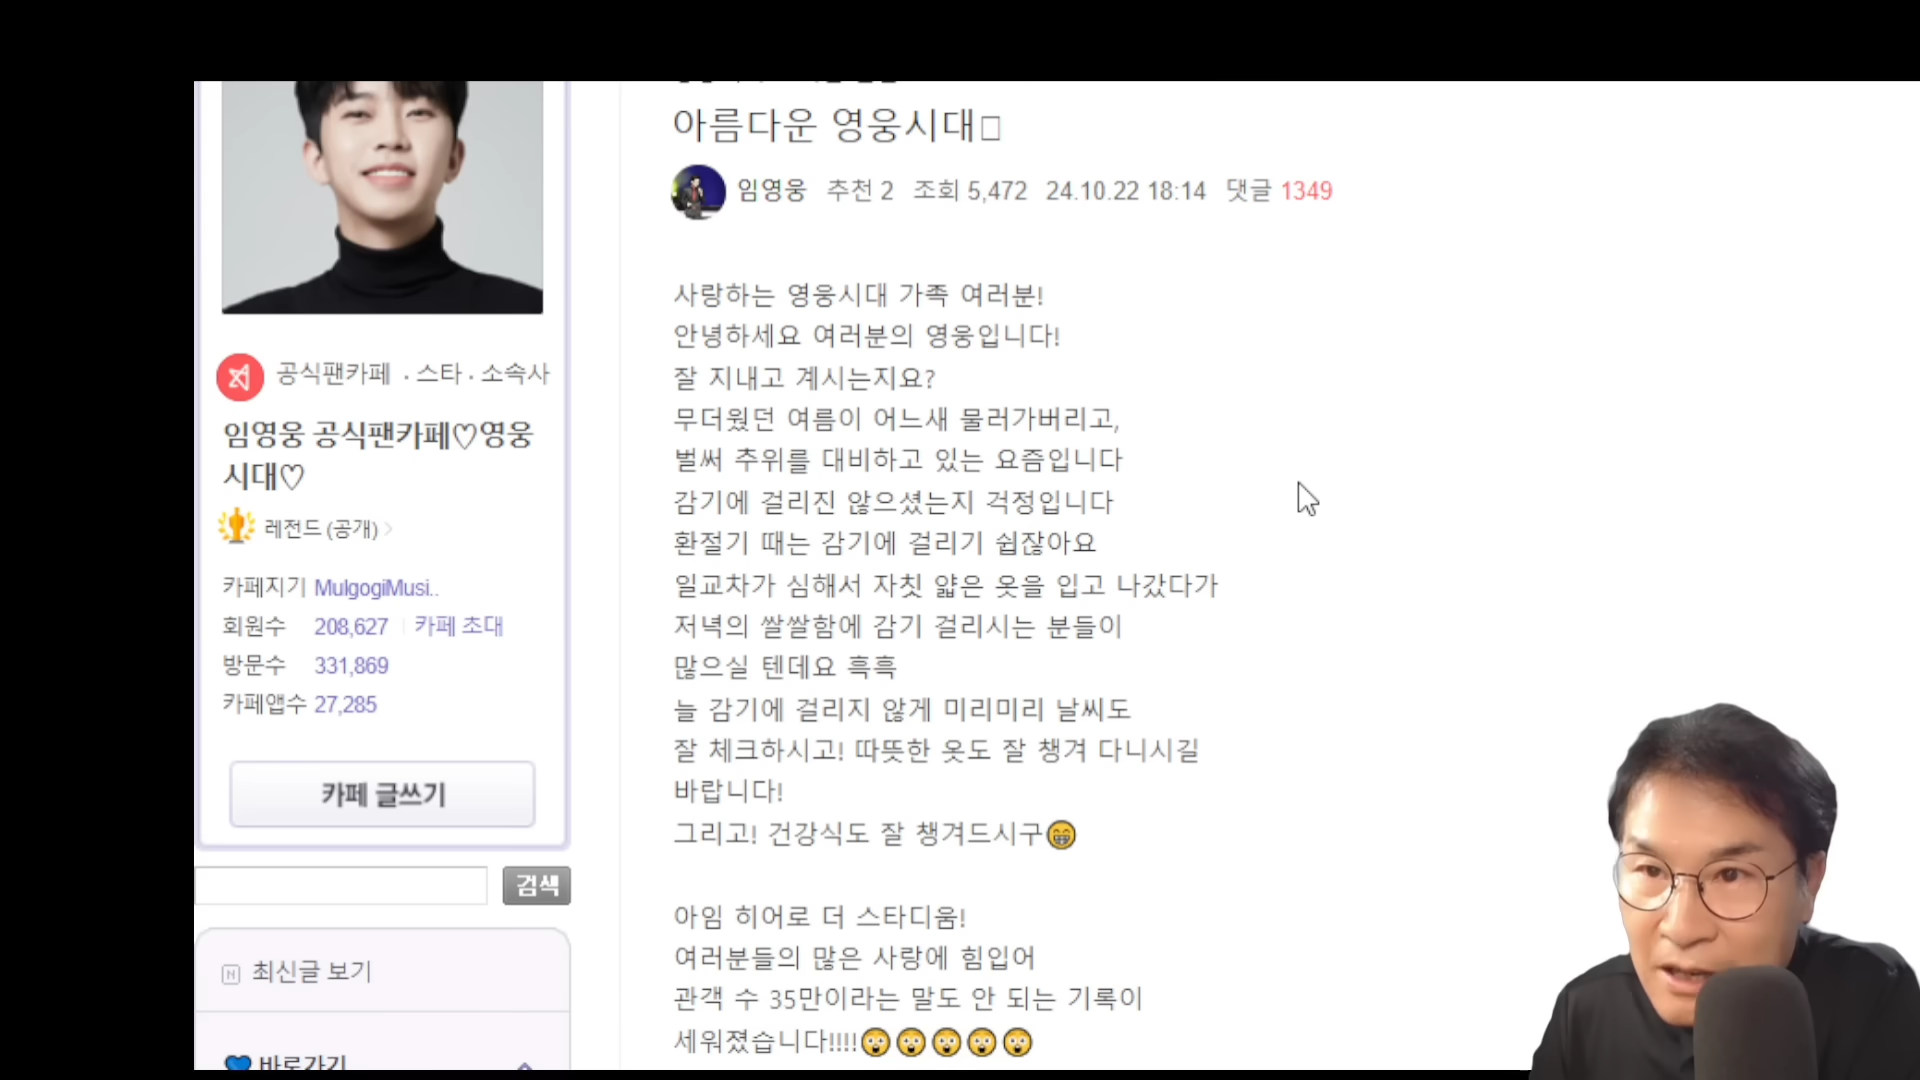 공식팬카페 . 스타 . 소속사
임영웅 공식팬카페♡영웅
시대♡
레전드 (공개)
카페지기 MulgogiMusi..
회원수 208,627 카페 초대
방문수 331,869
카페앱수 27,285
카페 글쓰기
검색
N 최신글 보기
바로가기
아름다운 영웅시대
임영웅 추천 2 조회 5,472 24.10.22 18:14 댓글 1349
사랑하는 영웅시대 가족 여러분!
안녕하세요 여러분의 영웅입니다!
잘 지내고 계시는지요?
무더웠던 여름이 어느새 물러가버리고,
벌써 추위를 대비하고 있는 요즘입니다
감기에 걸리진 않으셨는지 걱정입니다
환절기 때는 감기에 걸리기 쉽잖아요
일교차가 심해서 자칫 얇은 옷을 입고 나갔다가
저녁의 쌀쌀함에 감기 걸리시는 분들이
많으실 텐데요 흑흑
늘 감기에 걸리지 않게 미리미리 날씨도
잘 체크하시고! 따뜻한 옷도 잘 챙겨 다니시길
바랍니다!
그리고! 건강식도 잘 챙겨드시구😁
아임 히어로 더 스타디움!
여러분들의 많은 사랑에 힘입어
관객 수 35만이라는 말도 안 되는 기록이
세워졌습니다!!!!😲😲😲😲😲